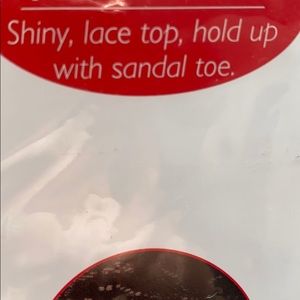 Shiny, lace top, hold up
with sandal toe.